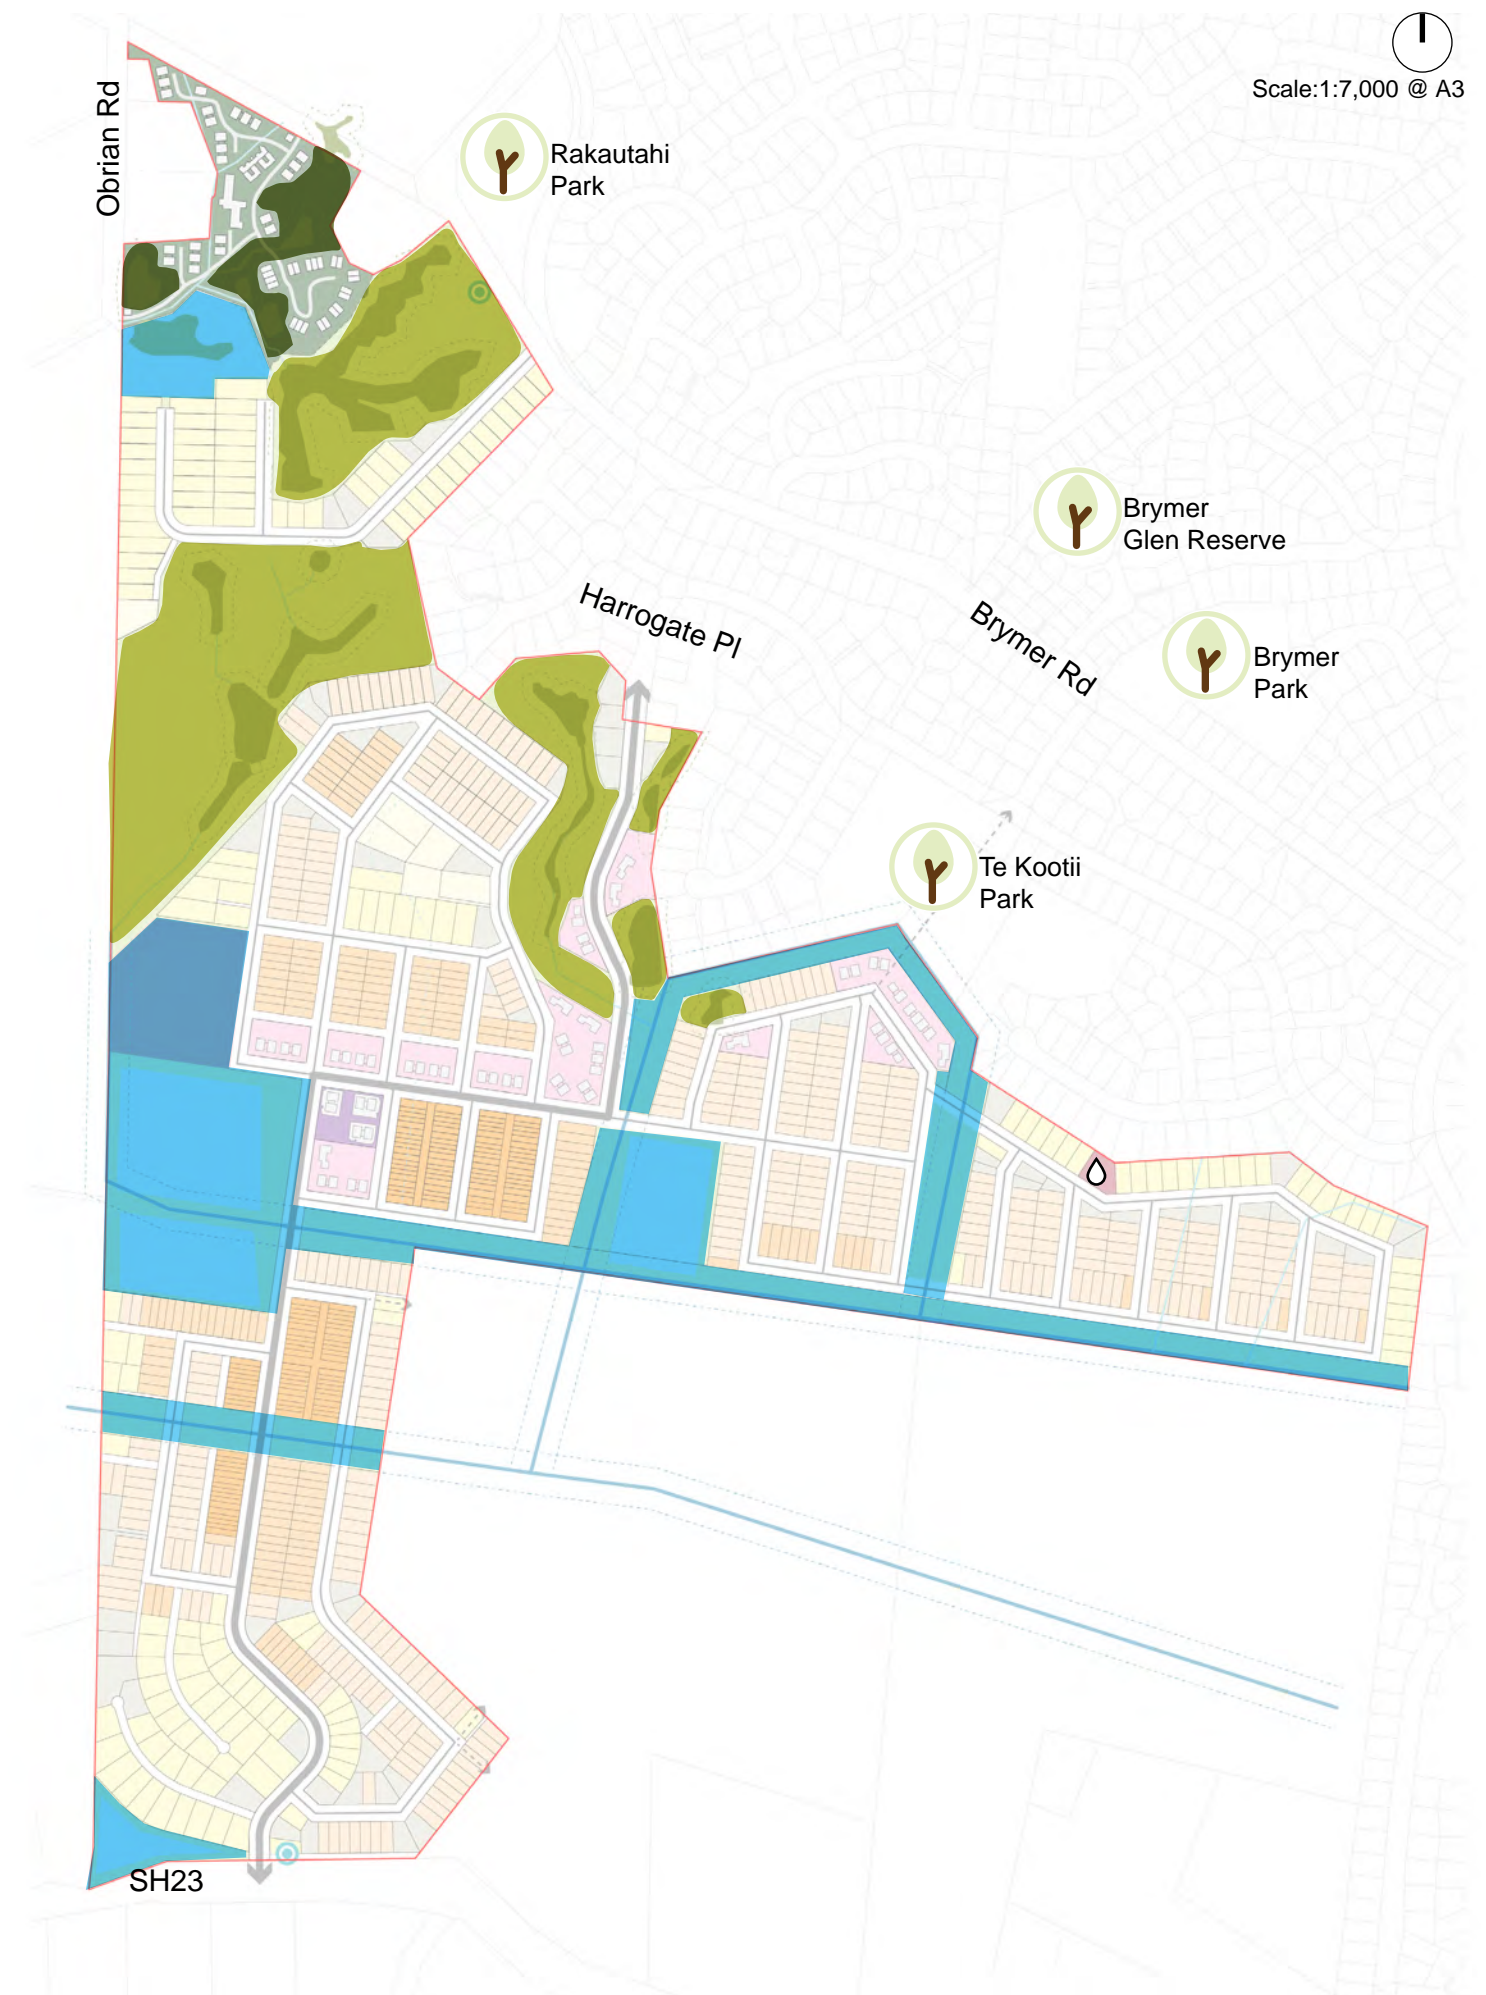 Scale:1:7,000 @ A3
Obrian Rd
Rakautahi
Park
Brymer
Glen Reserve
Harrogate Pl
Brymer Rd
Brymer
Park
Te Kootii
Park
SH23